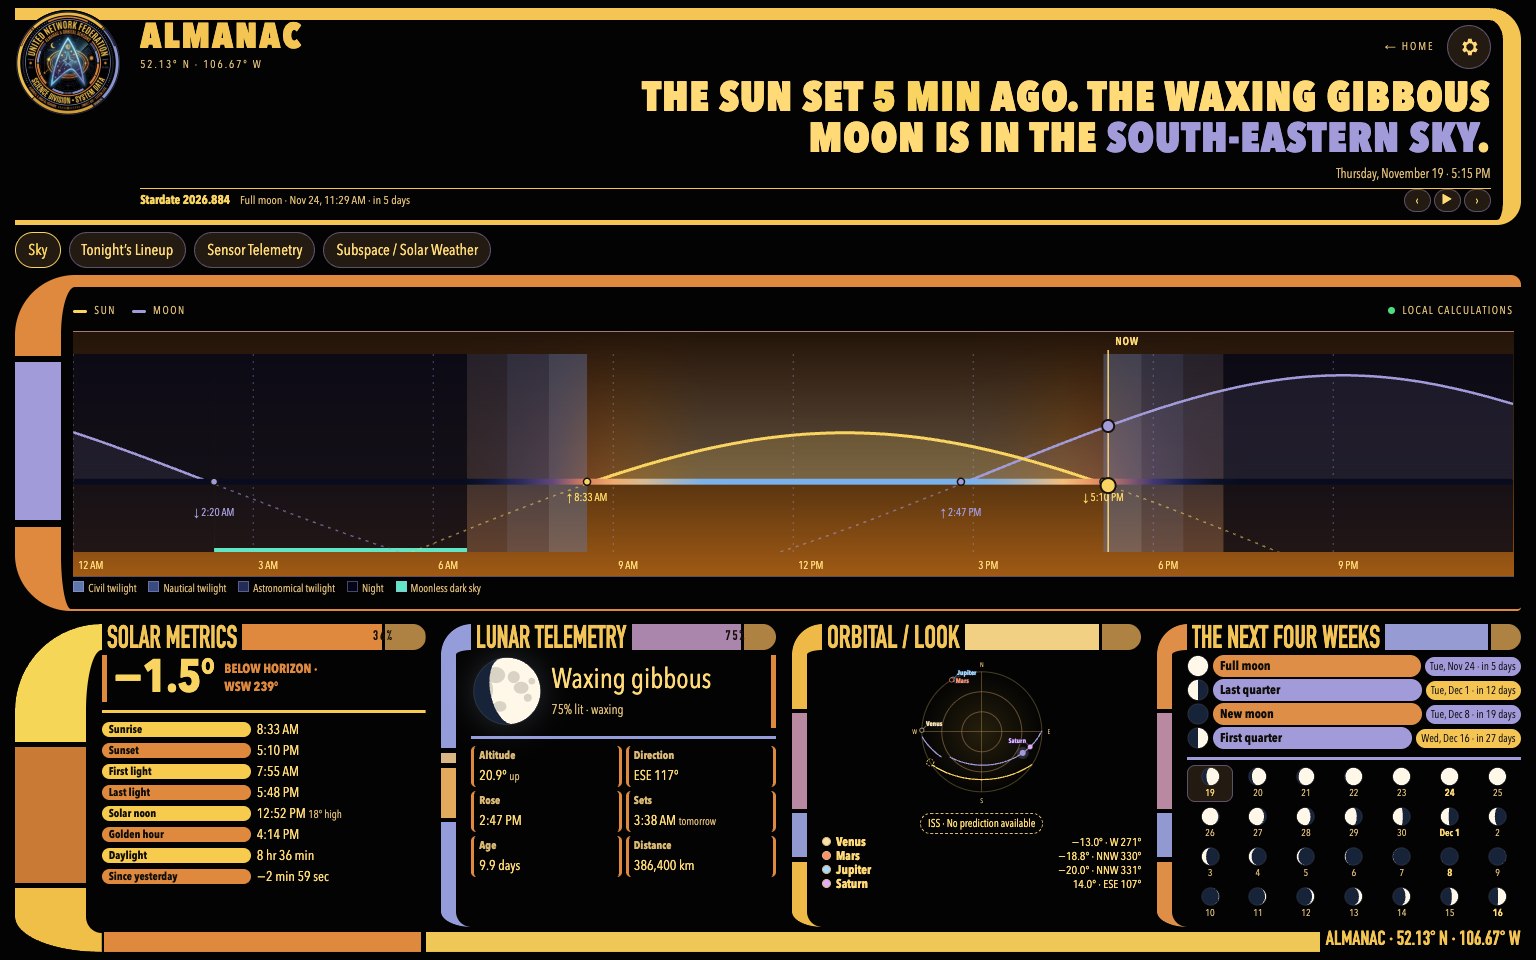 UNITED NETWORK FEDERATION
SCIENCE DIVISION · SYSTEM DATA
ALMANAC
52.13° N · 106.67° W
← HOME
THE SUN SET 5 MIN AGO. THE WAXING GIBBOUS
MOON IS IN THE SOUTH-EASTERN SKY.
Thursday, November 19 · 5:15 PM
Stardate 2026.884 Full moon · Nov 24, 11:29 AM · in 5 days
Sky Tonight's Lineup Sensor Telemetry Subspace / Solar Weather
SUN MOON
LOCAL CALCULATIONS
NOW
↑ 8:33 AM
↓ 5:10 PM
↓ 2:20 AM
↑ 2:47 PM
12 AM 3 AM 6 AM 9 AM 12 PM 3 PM 6 PM 9 PM
Civil twilight Nautical twilight Astronomical twilight Night Moonless dark sky
SOLAR METRICS
−1.5° BELOW HORIZON ·
WSW 239°
Sunrise 8:33 AM
Sunset 5:10 PM
First light 7:55 AM
Last light 5:48 PM
Solar noon 12:52 PM 18° high
Golden hour 4:14 PM
Daylight 8 hr 36 min
Since yesterday −2 min 59 sec
LUNAR TELEMETRY 75%
Waxing gibbous
75% lit · waxing
Altitude Direction
20.9° up ESE 117°
Rose Sets
2:47 PM 3:38 AM tomorrow
Age Distance
9.9 days 386,400 km
ORBITAL / LOOK
N
Jupiter
Mars
Venus
W E
Saturn
S
ISS · No prediction available
Venus −13.0° · W 271°
Mars −18.8° · NNW 330°
Jupiter −20.0° · NNW 331°
Saturn 14.0° · ESE 107°
THE NEXT FOUR WEEKS
Full moon Tue, Nov 24 · in 5 days
Last quarter Tue, Dec 1 · in 12 days
New moon Tue, Dec 8 · in 19 days
First quarter Wed, Dec 16 · in 27 days
19 20 21 22 23 24 25
26 27 28 29 30 Dec 1 2
3 4 5 6 7 8 9
10 11 12 13 14 15 16
ALMANAC · 52.13° N · 106.67° W